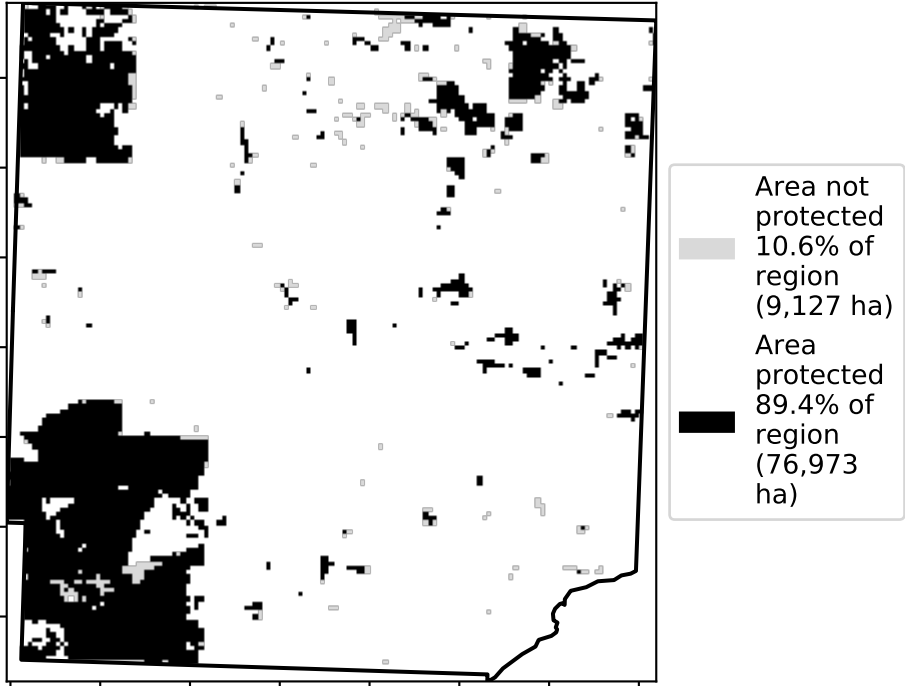 Area not
protected
10.6% of
region
(9,127 ha)
Area
protected
89.4% of
region
(76,973
ha)